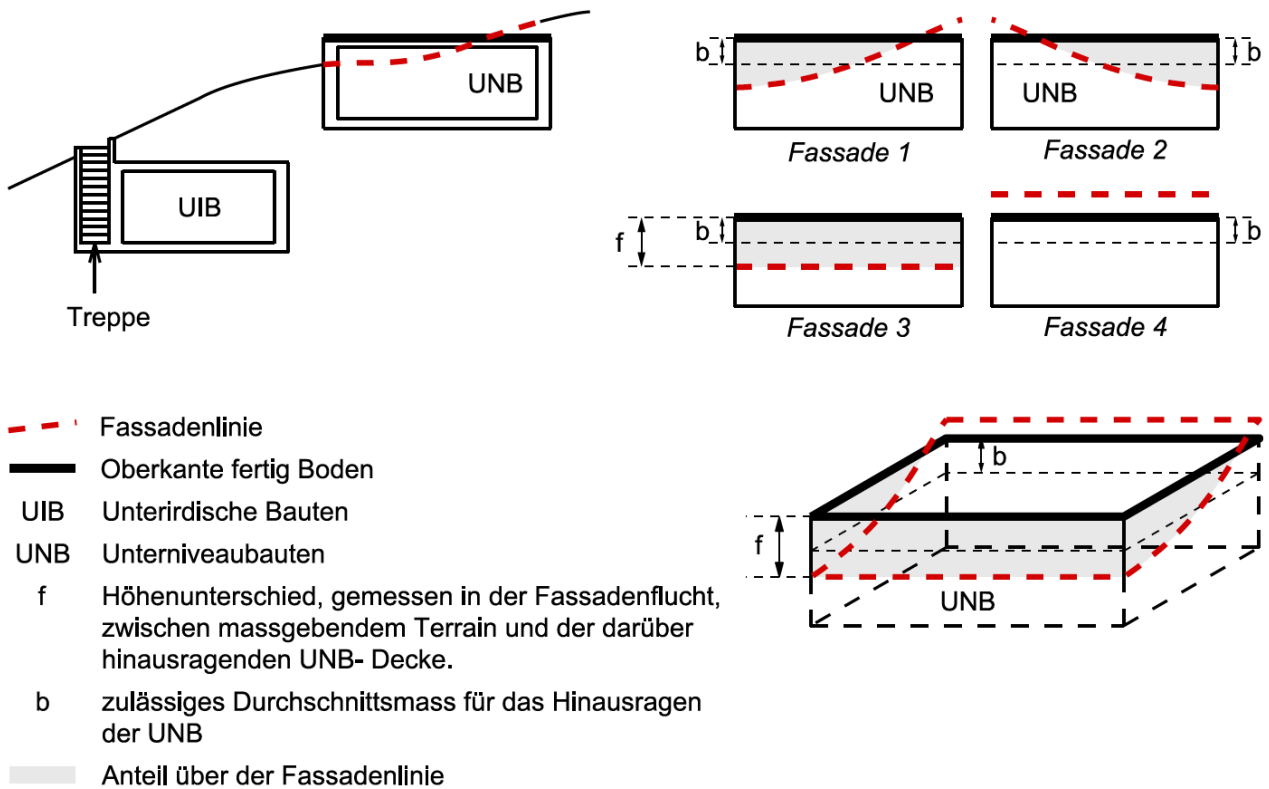 UNB
UIB
Treppe
b
UNB
Fassade 1
UNB
b
Fassade 2
f
b
Fassade 3
b
Fassade 4
Fassadenlinie
Oberkante fertig Boden
UIB Unterirdische Bauten
UNB Unterniveaubauten
f Höhenunterschied, gemessen in der Fassadenflucht,
zwischen massgebendem Terrain und der darüber
hinausragenden UNB- Decke.
b zulässiges Durchschnittsmass für das Hinausragen
der UNB
Anteil über der Fassadenlinie
b
f
UNB